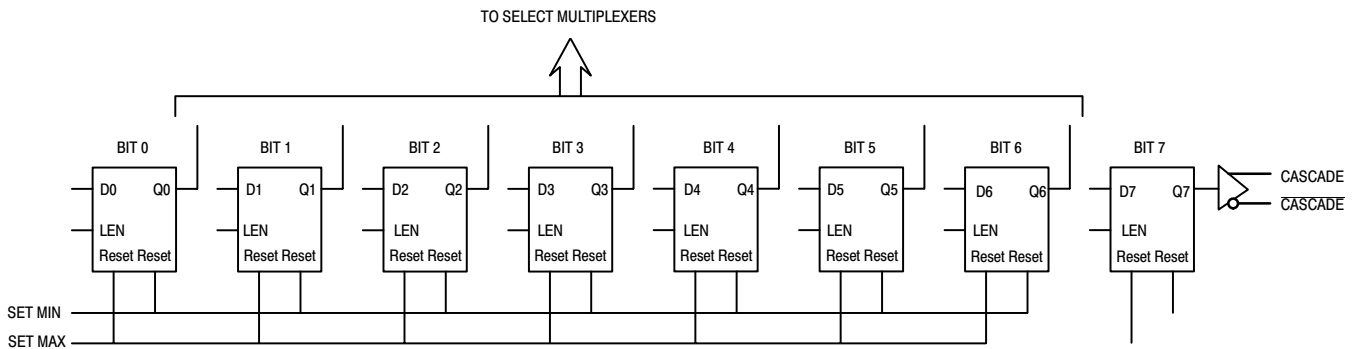 TO SELECT MULTIPLEXERS
BIT 0 BIT 1 BIT 2 BIT 3 BIT 4 BIT 5 BIT 6 BIT 7
D0 Q0 D1 Q1 D2 Q2 D3 Q3 D4 Q4 D5 Q5 D6 Q6 D7 Q7 CASCADE
CASCADE
LEN LEN LEN LEN LEN LEN LEN LEN
Reset Reset Reset Reset Reset Reset Reset Reset Reset Reset Reset Reset Reset Reset Reset Reset
SET MIN
SET MAX